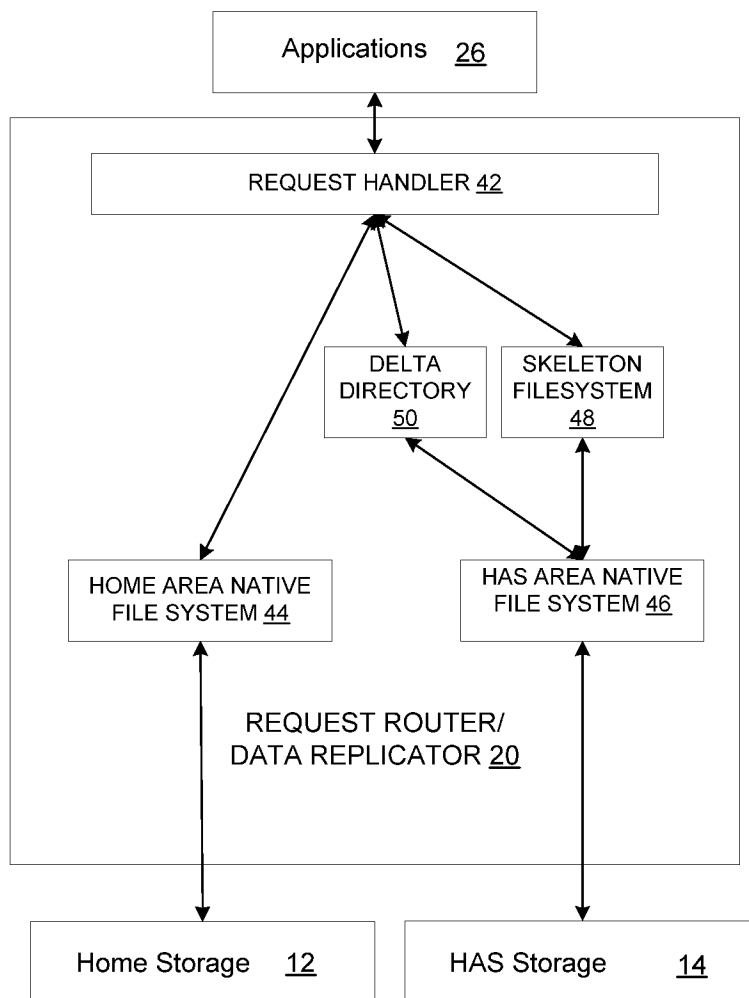 Applications 26
REQUEST HANDLER 42
DELTA
DIRECTORY
50
SKELETON
FILESYSTEM
48
HOME AREA NATIVE
FILE SYSTEM 44
HAS AREA NATIVE
FILE SYSTEM 46
REQUEST ROUTER/
DATA REPLICATOR 20
Home Storage 12
HAS Storage 14